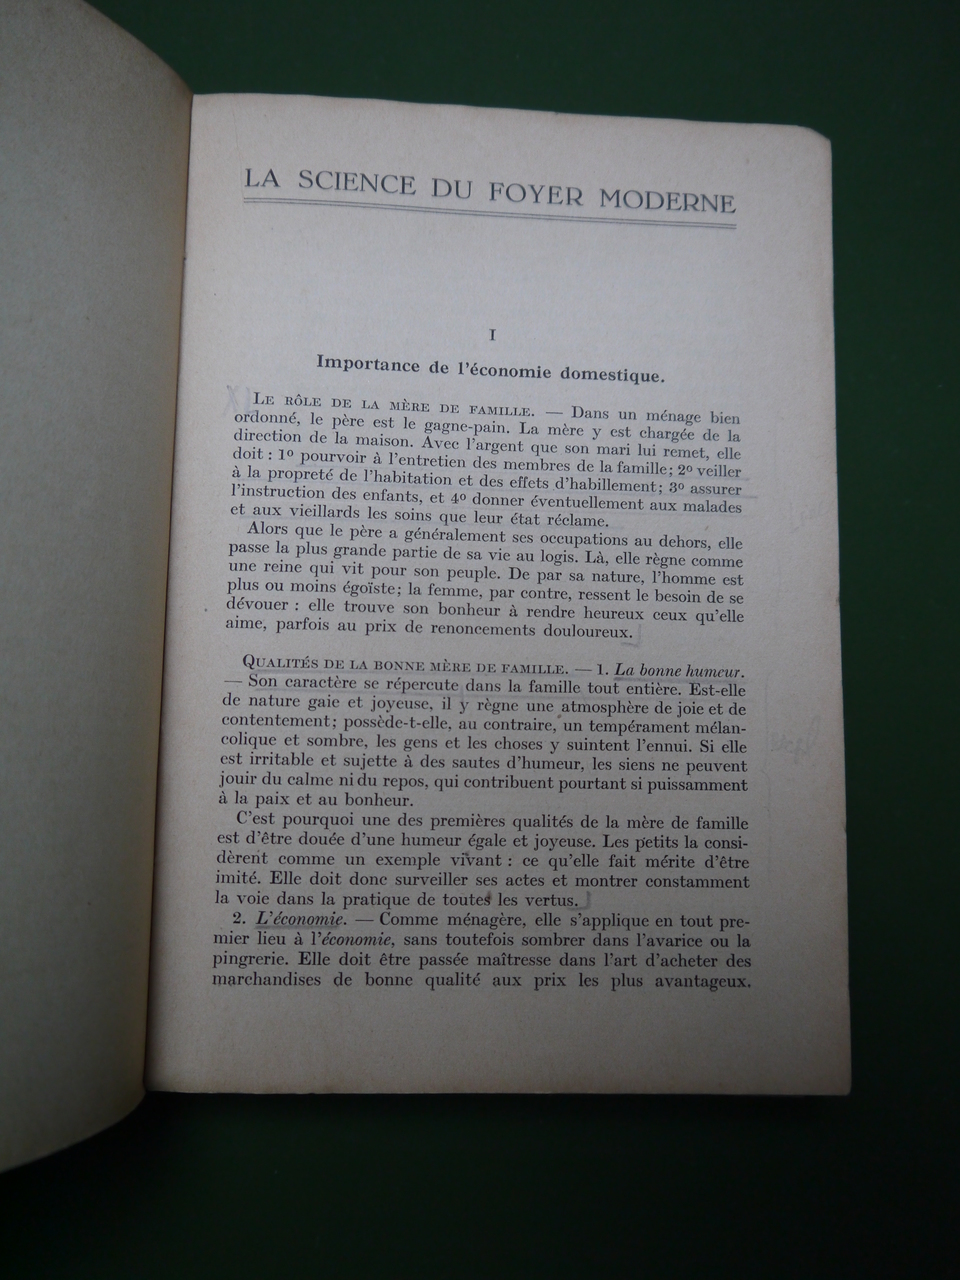 LA SCIENCE DU FOYER MODERNE
I
Importance de l'économie domestique.
LE RÔLE DE LA MÈRE DE FAMILLE. — Dans un ménage bien
ordonné, le père est le gagne-pain. La mère y est chargée de la
direction de la maison. Avec l'argent que son mari lui remet, elle
doit : 1º pourvoir à l'entretien des membres de la famille; 2º veiller
à la propreté de l'habitation et des effets d'habillement; 3º assurer
l'instruction des enfants, et 4º donner éventuellement aux malades
et aux vieillards les soins que leur état réclame.
Alors que le père a généralement ses occupations au dehors, elle
passe la plus grande partie de sa vie au logis. Là, elle règne comme
une reine qui vit pour son peuple. De par sa nature, l'homme est
plus ou moins égoïste; la femme, par contre, ressent le besoin de se
dévouer : elle trouve son bonheur à rendre heureux ceux qu'elle
aime, parfois au prix de renoncements douloureux.
QUALITÉS DE LA BONNE MÈRE DE FAMILLE. — 1. La bonne humeur.
— Son caractère se répercute dans la famille tout entière. Est-elle
de nature gaie et joyeuse, il y règne une atmosphère de joie et de
contentement; possède-t-elle, au contraire, un tempérament mélan-
colique et sombre, les gens et les choses y suintent l'ennui. Si elle
est irritable et sujette à des sautes d'humeur, les siens ne peuvent
jouir du calme ni du repos, qui contribuent pourtant si puissamment
à la paix et au bonheur.
C'est pourquoi une des premières qualités de la mère de famille
est d'être douée d'une humeur égale et joyeuse. Les petits la consi-
dèrent comme un exemple vivant : ce qu'elle fait mérite d'être
imité. Elle doit donc surveiller ses actes et montrer constamment
la voie dans la pratique de toutes les vertus.
2. L'économie. — Comme ménagère, elle s'applique en tout pre-
mier lieu à l'économie, sans toutefois sombrer dans l'avarice ou la
pingrerie. Elle doit être passée maîtresse dans l'art d'acheter des
marchandises de bonne qualité aux prix les plus avantageux.